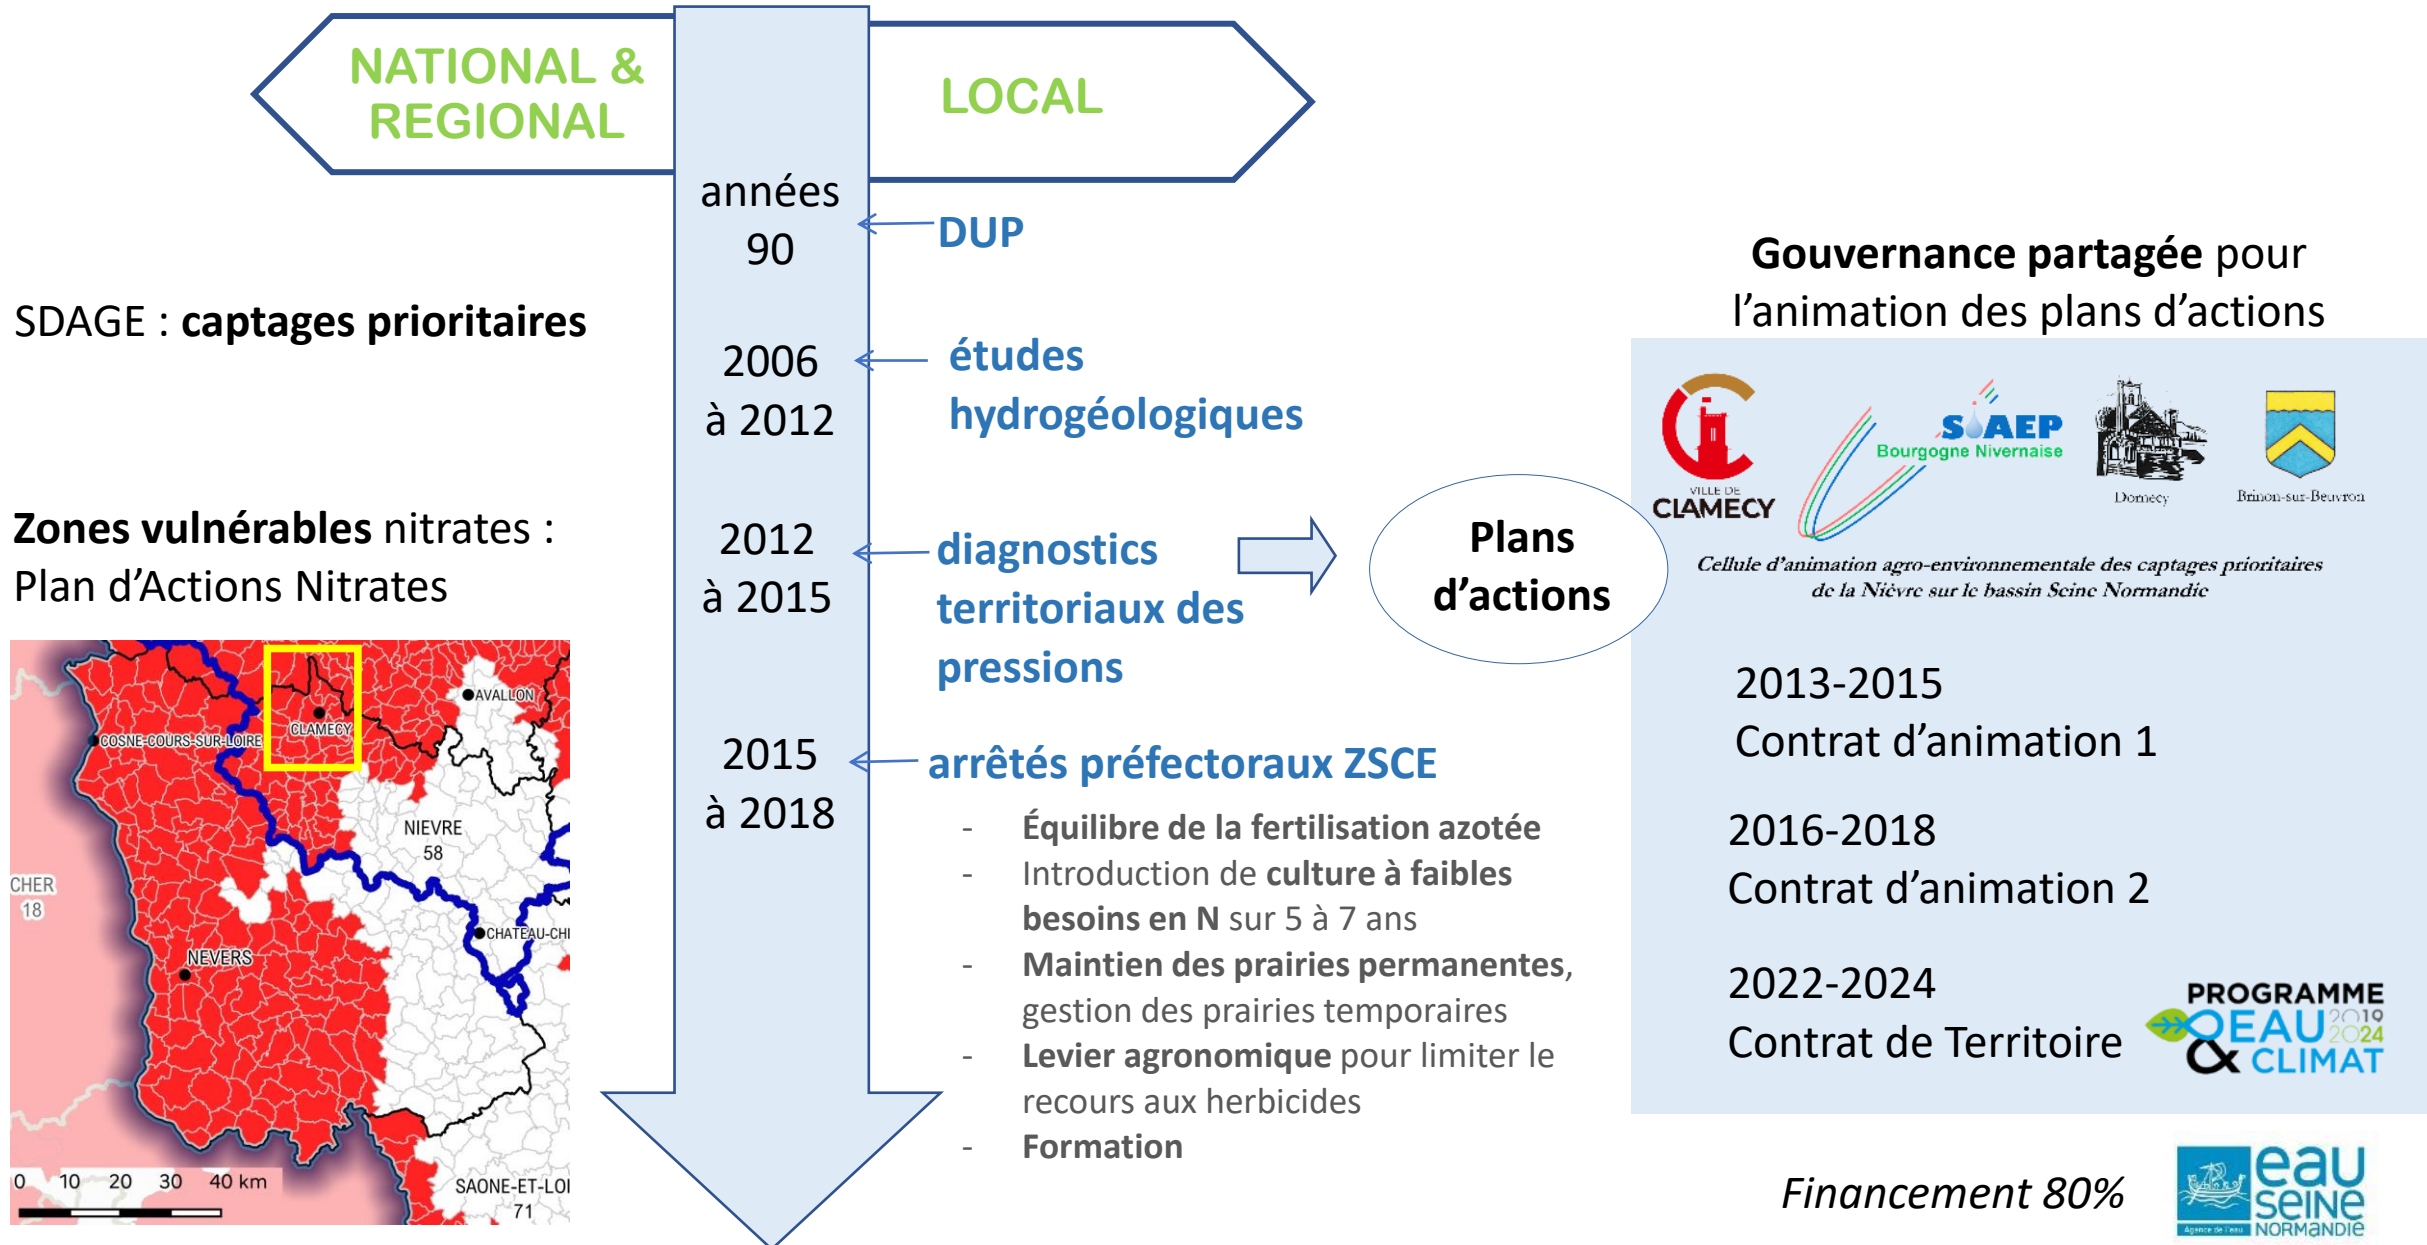 NATIONAL &
REGIONAL
LOCAL
années
90
DUP
SDAGE : captages prioritaires
2006
à 2012
études
hydrogéologiques
Zones vulnérables nitrates :
Plan d'Actions Nitrates
2012
à 2015
diagnostics
territoriaux des
pressions
Plans
d'actions
2015
à 2018
arrêtés préfectoraux ZSCE
- Équilibre de la fertilisation azotée
- Introduction de culture à faibles
besoins en N sur 5 à 7 ans
- Maintien des prairies permanentes,
gestion des prairies temporaires
- Levier agronomique pour limiter le
recours aux herbicides
- Formation
AVALLON
CLAMECY
COSNE-COURS-SUR-LOIRE
NIEVRE
58
CHER
18
CHATEAU-CHI
NEVERS
0 10 20 30 40 km
SAONE-ET-LOI
71
Gouvernance partagée pour
l'animation des plans d'actions
VILLE DE
CLAMECY
SIAEP
Bourgogne Nivernaise
Dornecy
Brinon-sur-Beuvron
Cellule d'animation agro-environnementale des captages prioritaires
de la Nièvre sur le bassin Seine Normandie
2013-2015
Contrat d'animation 1
2016-2018
Contrat d'animation 2
2022-2024
Contrat de Territoire
PROGRAMME
EAU 2019 2024
& CLIMAT
Financement 80%
eau
SEINE
NORMANDIE
Agence de l'eau